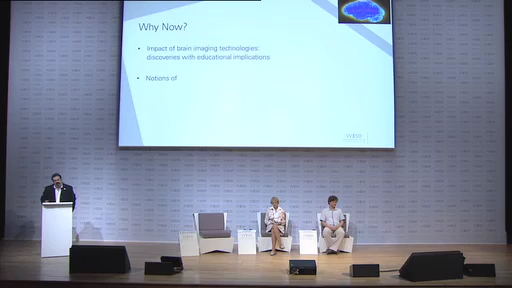 Why Now?
• Impact of brain imaging technologies:
discoveries with educational implications
• Notions of